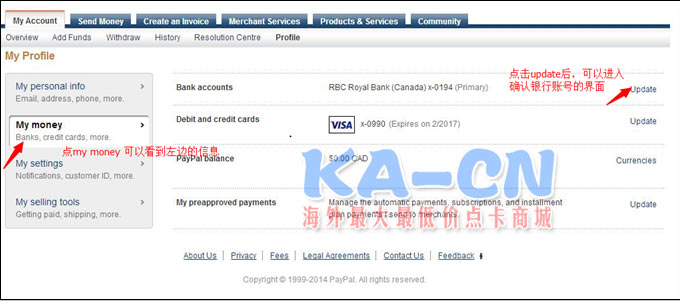 My Account Send Money Create an Invoice Merchant Services Products & Services Community
Overview Add Funds Withdraw History Resolution Centre Profile
My Profile
My personal info
Email, address, phone, more.
My money
Banks, credit cards, more.
点my money 可以看到左边的信息
My settings
Notifications, customer ID, more.
My selling tools
Getting paid, shipping, more.
点击update后，可以进入
确认银行账号的界面
Bank accounts RBC Royal Bank (Canada) x-0194 (Primary) Update
Debit and credit cards VISA x-0990 (Expires on 2/2017) Update
PayPal balance $0.00 CAD Currencies
KA-CN
My preapproved payments Manage the automatic payments, subscriptions, and installment Update
plan payments I send to merchants.
海外最大最低价点卡商城
About Us | Privacy | Fees | Legal Agreements | Contact Us | Feedback
Copyright © 1999-2014 PayPal. All rights reserved.